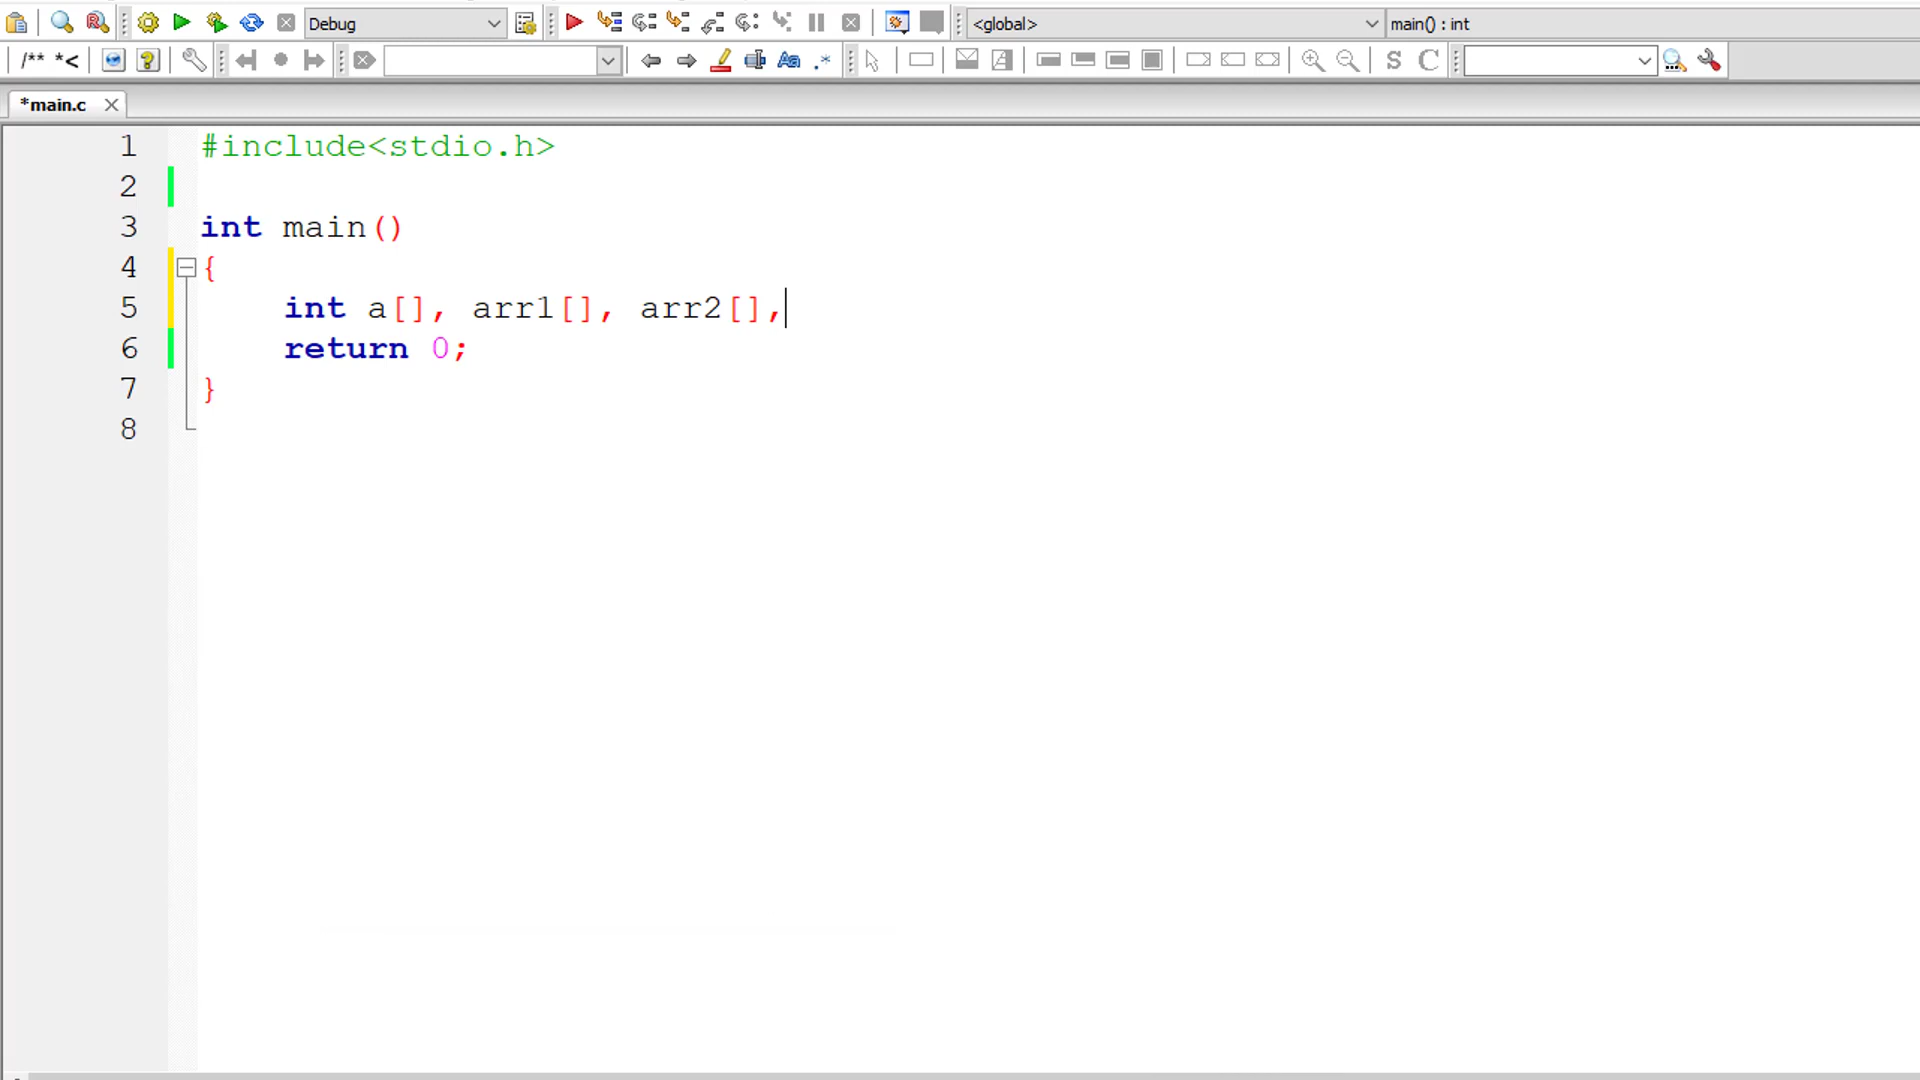 Debug
<global>
main() : int
/** *<
Aa .*
S C
*main.c
1 #include<stdio.h>
2
3 int main()
4 {
5 int a[], arr1[], arr2[],
6 return 0;
7 }
8